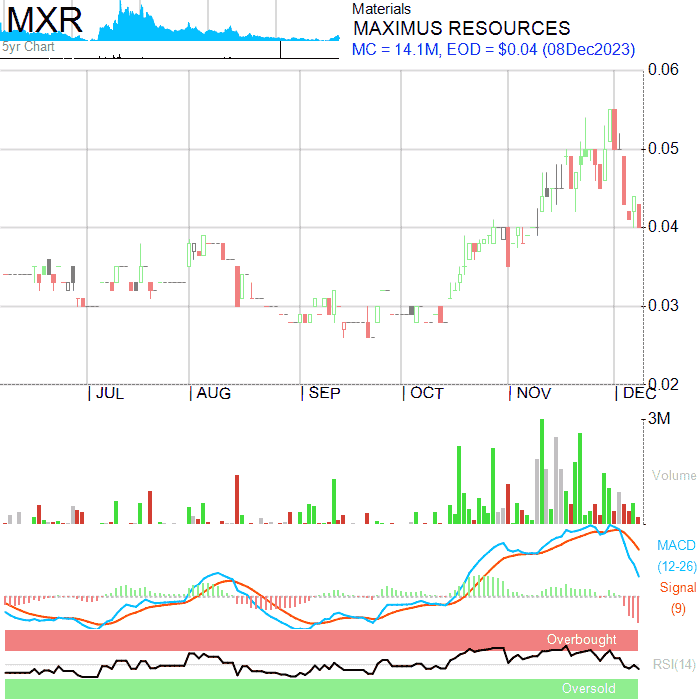 MXR
5yr Chart
Materials
MAXIMUS RESOURCES
MC = 14.1M, EOD = $0.04 (08Dec2023)
0.06
0.05
0.04
0.03
0.02
JUL AUG SEP OCT NOV DEC
3M
Volume
MACD
(12-26)
Signal
(9)
Overbought
RSI(14)
Oversold